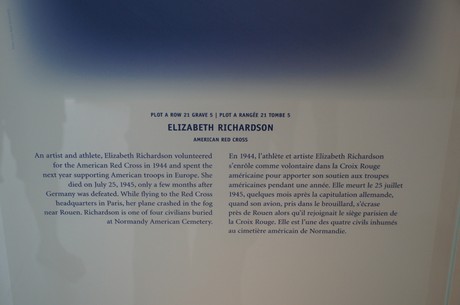 PLOT A ROW 21 GRAVE 5 | PLOT A RANGÉE 21 TOMBE 5
ELIZABETH RICHARDSON
AMERICAN RED CROSS
An artist and athlete, Elizabeth Richardson volunteered
for the American Red Cross in 1944 and spent the
next year supporting American troops in Europe. She
died on July 25, 1945, only a few months after
Germany was defeated. While flying to the Red Cross
headquarters in Paris, her plane crashed in the fog
near Rouen. Richardson is one of four civilians buried
at Normandy American Cemetery.
En 1944, l'athlète et artiste Elizabeth Richardson
s'enrôle comme volontaire dans la Croix Rouge
américaine pour apporter son soutien aux troupes
américaines pendant une année. Elle meurt le 25 juillet
1945, quelques mois après la capitulation allemande,
quand son avion, pris dans le brouillard, s'écrase
près de Rouen alors qu'il rejoignait le siège parisien de
la Croix Rouge. Elle est l'une des quatre civils inhumés
au cimetière américain de Normandie.